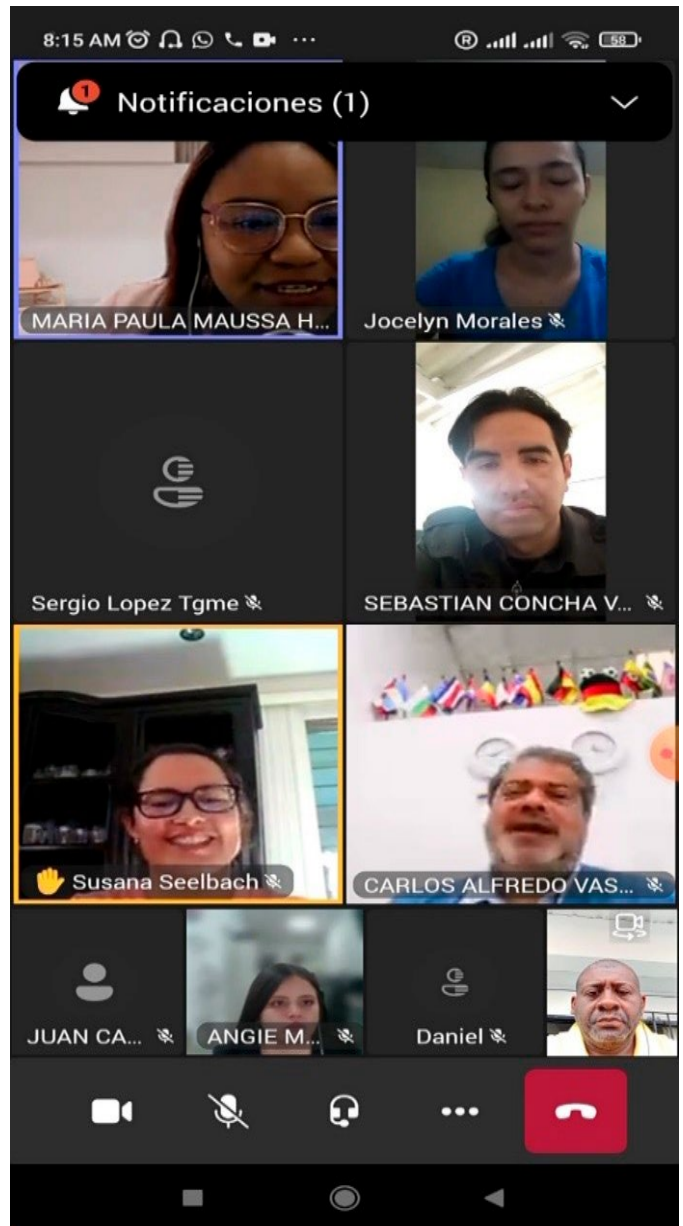 8:15 AM
R
58
1
Notificaciones (1)
MARIA PAULA MAUSSA H...
Jocelyn Morales
Sergio Lopez Tgme
SEBASTIAN CONCHA V...
Susana Seelbach
CARLOS ALFREDO VAS...
JUAN CA...
ANGIE M...
Daniel